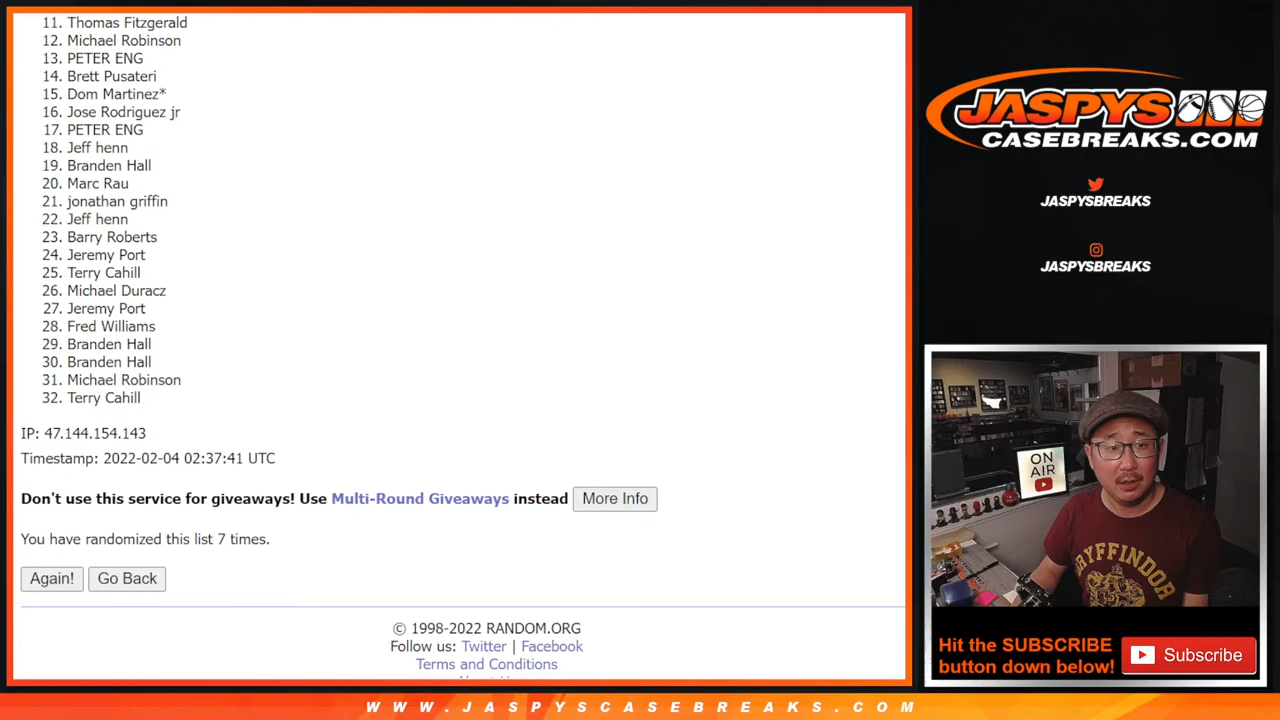 11. Thomas Fitzgerald
12. Michael Robinson
13. PETER ENG
14. Brett Pusateri
15. Dom Martinez*
16. Jose Rodriguez jr
17. PETER ENG
18. Jeff henn
19. Branden Hall
20. Marc Rau
21. jonathan griffin
22. Jeff henn
23. Barry Roberts
24. Jeremy Port
25. Terry Cahill
26. Michael Duracz
27. Jeremy Port
28. Fred Williams
29. Branden Hall
30. Branden Hall
31. Michael Robinson
32. Terry Cahill
IP: 47.144.154.143
Timestamp: 2022-02-04 02:37:41 UTC
Don't use this service for giveaways! Use Multi-Round Giveaways instead More Info
You have randomized this list 7 times.
Again! Go Back
© 1998-2022 RANDOM.ORG
Follow us: Twitter | Facebook
Terms and Conditions
JASPYS
CASEBREAKS.COM
JASPYSBREAKS
JASPYSBREAKS
ON
AIR
GRYFFINDOR
Hit the SUBSCRIBE
button down below!
Subscribe
WWW.JASPYSCASEBREAKS.COM